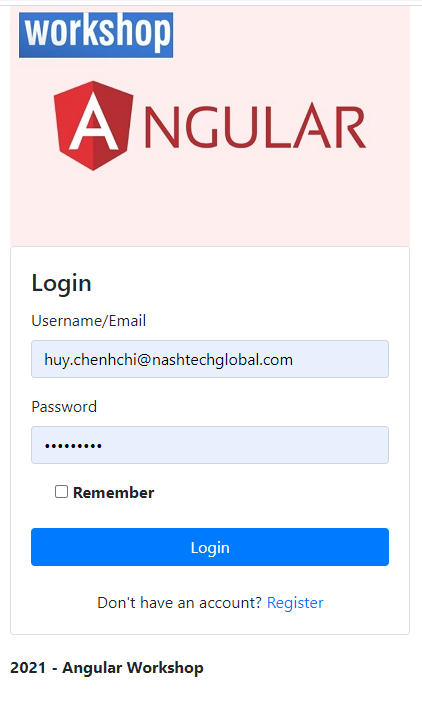 workshop
ANGULAR
Login
Username/Email
huy.chenhchi@nashtechglobal.com
Password
•••••••••
Remember
Login
Don't have an account? Register
2021 - Angular Workshop